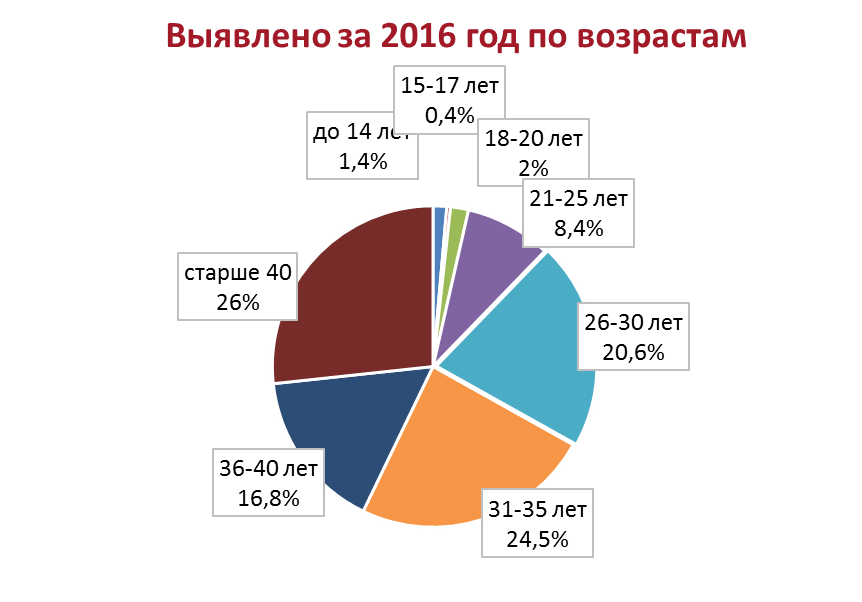 Выявлено за 2016 год по возрастам
15-17 лет
0,4%
до 14 лет
1,4%
18-20 лет
2%
21-25 лет
8,4%
старше 40
26%
26-30 лет
20,6%
36-40 лет
16,8%
31-35 лет
24,5%